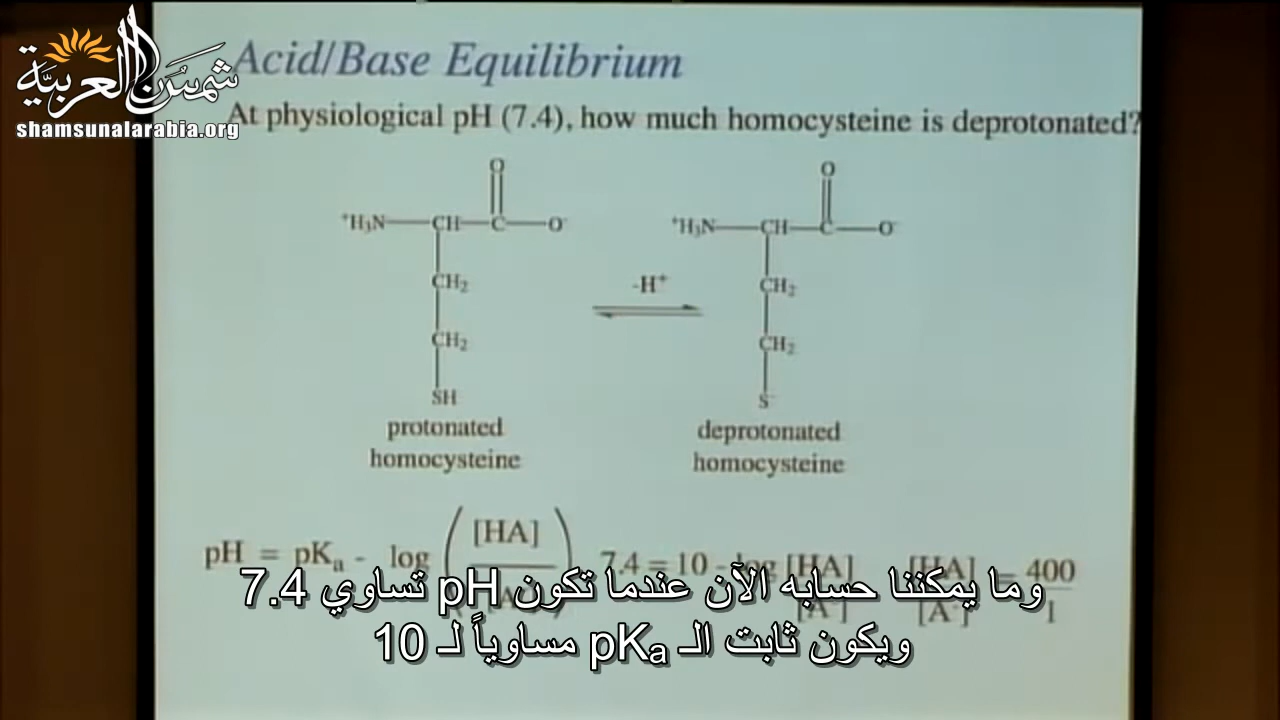 شمس العربية
shamsunalarabia.org
Acid/Base Equilibrium
At physiological pH (7.4), how much homocysteine is deprotonated?
O O
⁺H₃N—CH—C—O⁻ ⁺H₃N—CH—C—O⁻
CH₂ CH₂
-H⁺
CH₂ CH₂
SH S⁻
protonated deprotonated
homocysteine homocysteine
pH = pKₐ - log ([HA] 7.4 = 10 - log [HA] [HA] = 400
[A⁻] [A⁻] 1
وما يمكننا حسابه الآن عندما تكون pH تساوي 7.4
ويكون ثابت الـ pKₐ مساوياً لـ 10